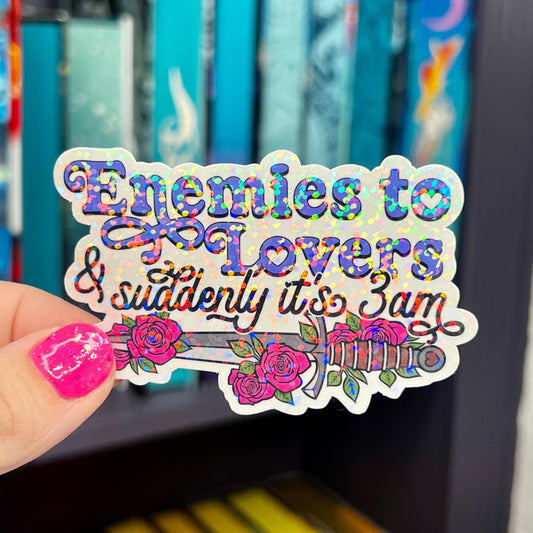 Enemies to
Lovers
& suddenly it's 3am